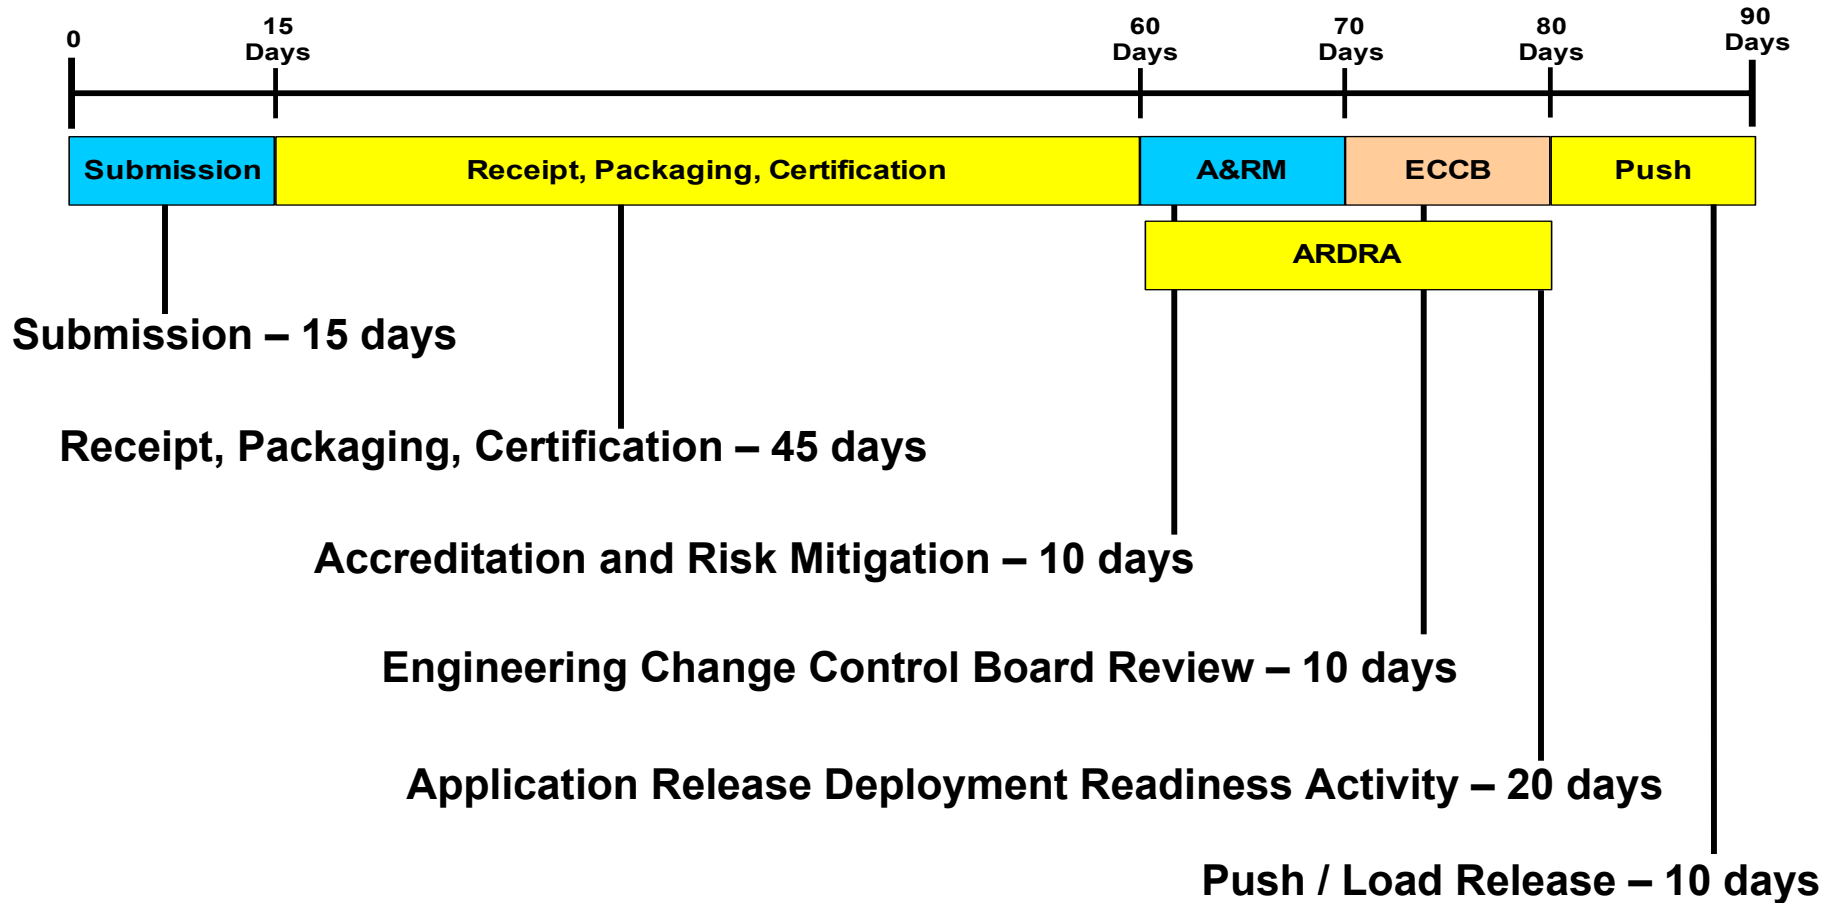 0
15
Days
60
Days
70
Days
80
Days
90
Days
Submission
Receipt, Packaging, Certification
A&RM
ECCB
Push
ARDRA
Submission – 15 days
Receipt, Packaging, Certification – 45 days
Accreditation and Risk Mitigation – 10 days
Engineering Change Control Board Review – 10 days
Application Release Deployment Readiness Activity – 20 days
Push / Load Release – 10 days